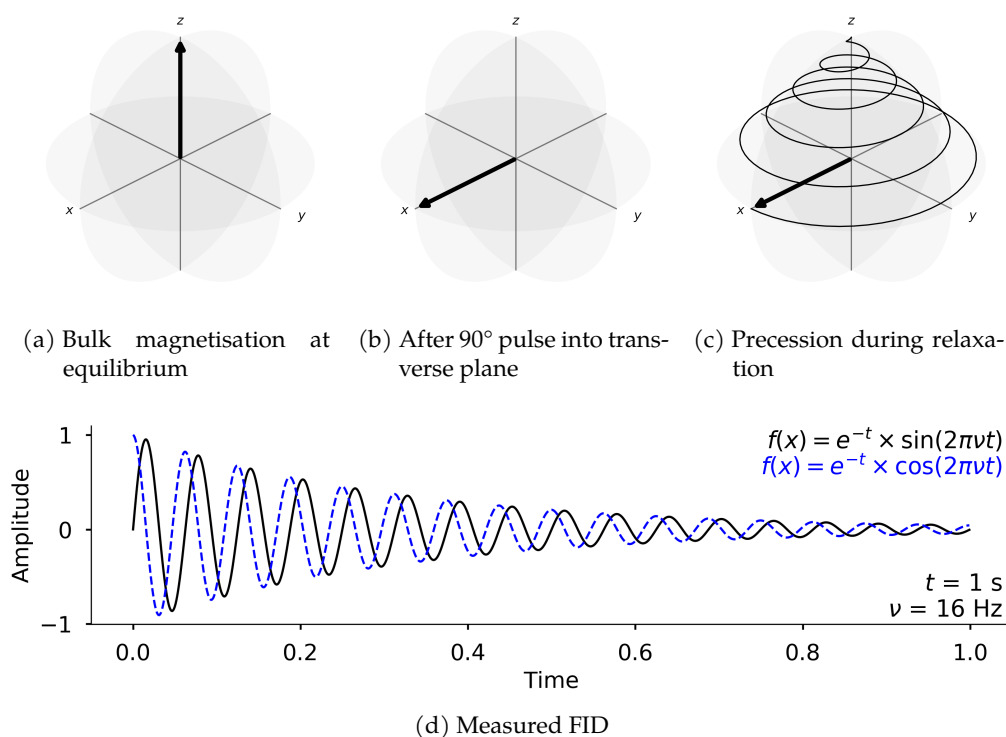 z
x
y
z
x
y
z
x
y
(a) Bulk magnetisation at
equilibrium
(b) After 90° pulse into trans-
verse plane
(c) Precession during relaxa-
tion
1
0
−1
Amplitude
f(x) = e^{−t} × sin(2πνt)
f(x) = e^{−t} × cos(2πνt)
t = 1 s
ν = 16 Hz
0.0 0.2 0.4 0.6 0.8 1.0
Time
(d) Measured FID